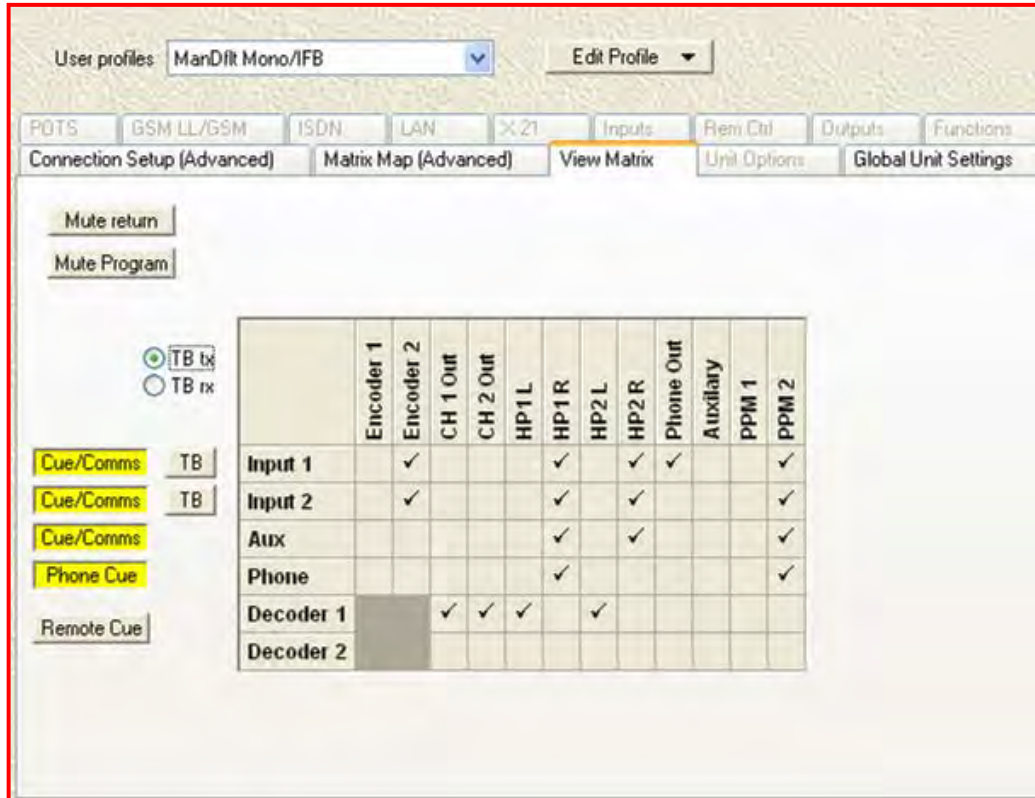 User profiles ManDflt Mono/IFB Edit Profile
POTS GSM LL/GSM ISDN LAN X.21 Inputs Rem Ctrl Outputs Functions
Connection Setup (Advanced) Matrix Map (Advanced) View Matrix Unit Options Global Unit Settings
Mute return
Mute Program
TB tx
TB rx
Encoder 1
Encoder 2
CH 1 Out
CH 2 Out
HP1 L
HP1 R
HP2 L
HP2 R
Phone Out
Auxilary
PPM 1
PPM 2
Cue/Comms TB Input 1
Cue/Comms TB Input 2
Cue/Comms Aux
Phone Cue Phone
Decoder 1
Remote Cue
Decoder 2